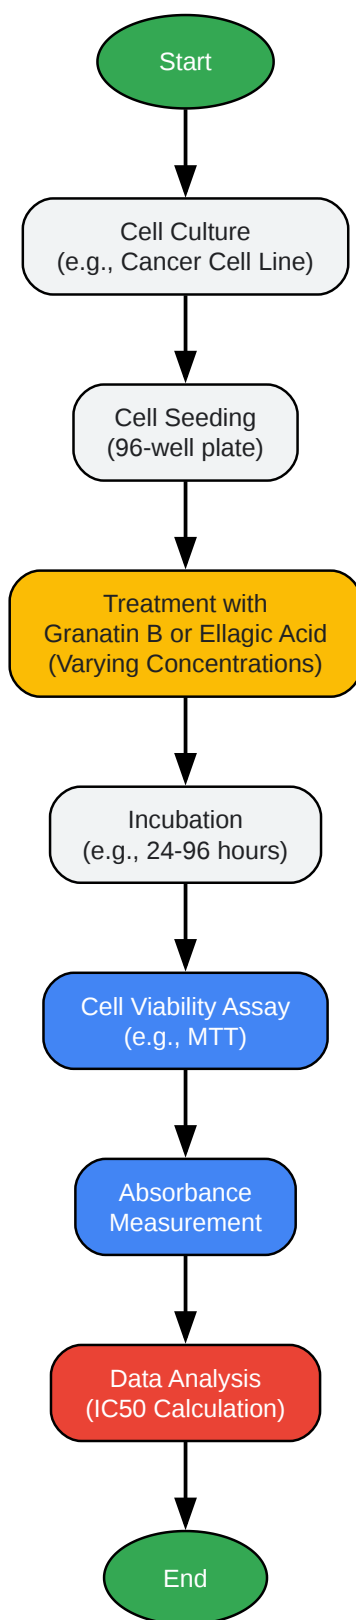 Start
Cell Culture
(e.g., Cancer Cell Line)
Cell Seeding
(96-well plate)
Treatment with
Granatin B or Ellagic Acid
(Varying Concentrations)
Incubation
(e.g., 24-96 hours)
Cell Viability Assay
(e.g., MTT)
Absorbance
Measurement
Data Analysis
(IC50 Calculation)
End